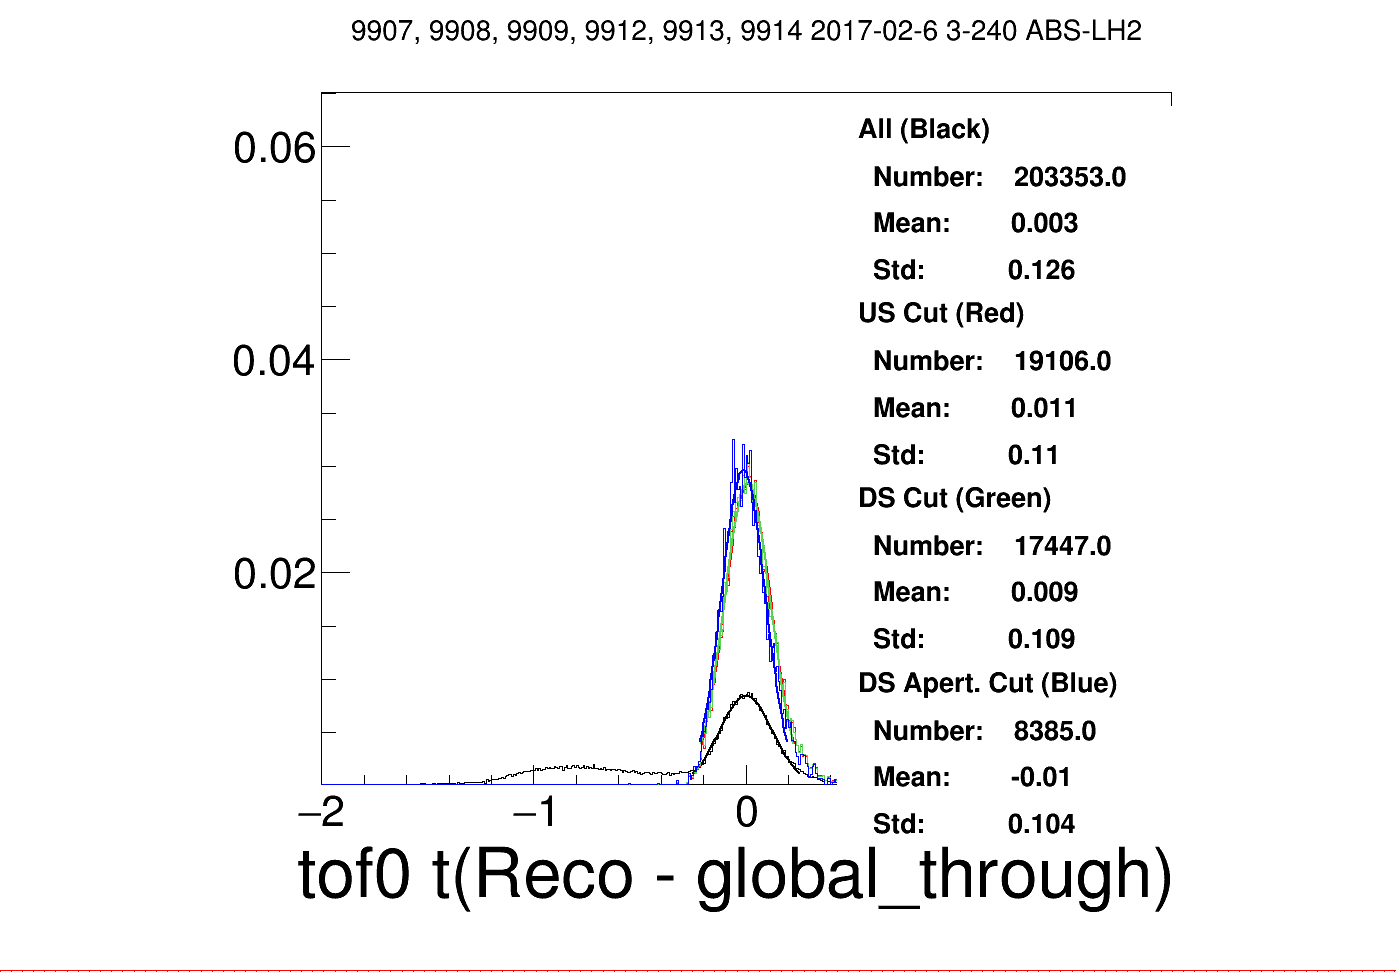 9907, 9908, 9909, 9912, 9913, 9914 2017-02-6 3-240 ABS-LH2
All (Black)
Number: 203353.0
Mean: 0.003
Std: 0.126
US Cut (Red)
Number: 19106.0
Mean: 0.011
Std: 0.11
DS Cut (Green)
Number: 17447.0
Mean: 0.009
Std: 0.109
DS Apert. Cut (Blue)
Number: 8385.0
Mean: -0.01
Std: 0.104
0.06
0.04
0.02
−2 −1 0
tof0 t(Reco - global_through)